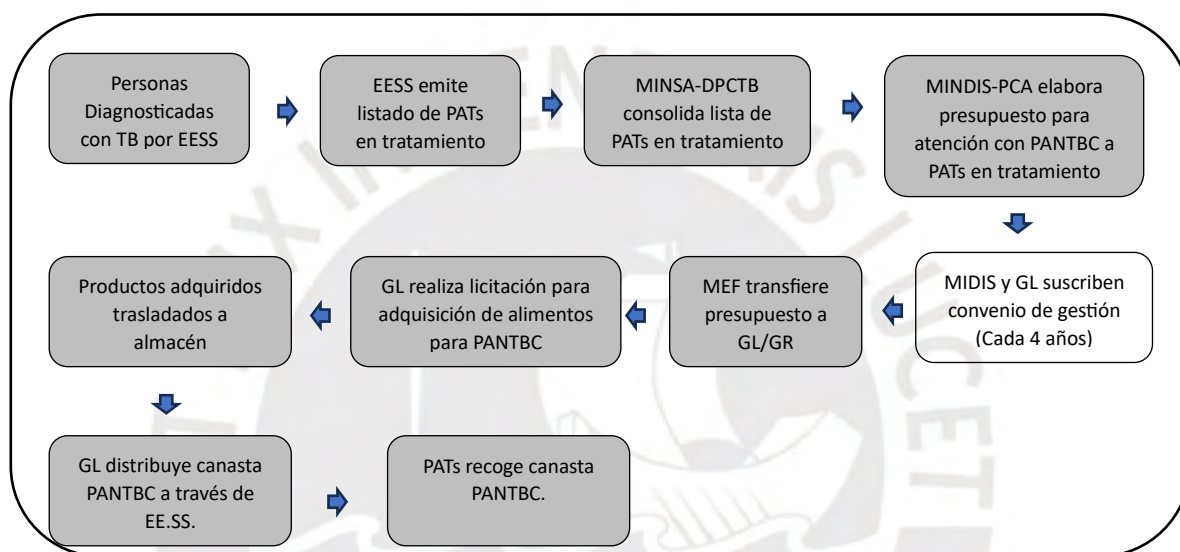 Personas
Diagnosticadas
con TB por EESS
EESS emite
listado de PATs
en tratamiento
MINSA-DPCTB
consolida lista de
PATs en tratamiento
MINDIS-PCA elabora
presupuesto para
atención con PANTBC a
PATs en tratamiento
MIDIS y GL suscriben
convenio de gestión
(Cada 4 años)
MEF transfiere
presupuesto a
GL/GR
GL realiza licitación para
adquisición de alimentos
para PANTBC
Productos adquiridos
trasladados a
almacén
GL distribuye canasta
PANTBC a través de
EE.SS.
PATs recoge canasta
PANTBC.